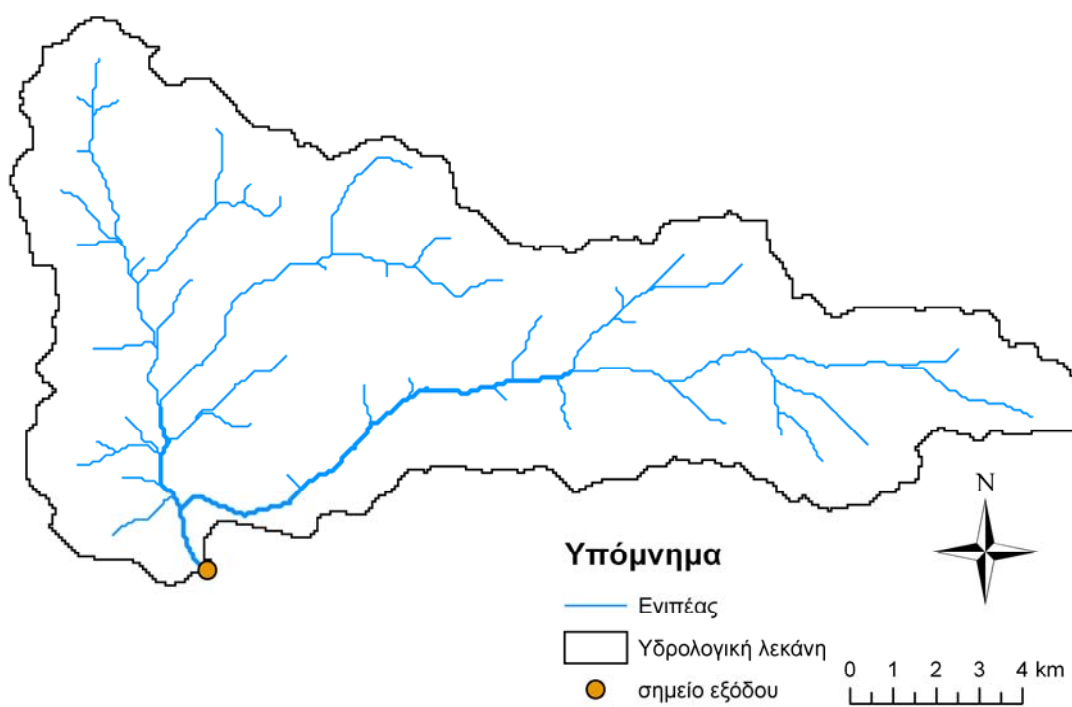 N
Υπόμνημα
Ενιπέας
Υδρολογική λεκάνη
σημείο εξόδου
0 1 2 3 4 km